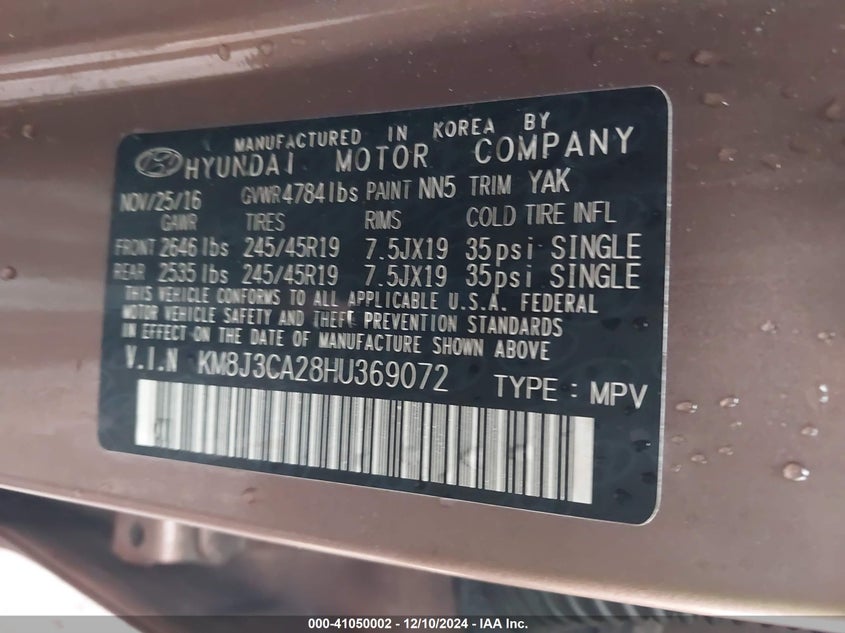 MANUFACTURED IN KOREA BY
HYUNDAI MOTOR COMPANY
NOV/25/16 GVWR 4784 lbs PAINT NN5 TRIM YAK
GAWR TIRES RIMS COLD TIRE INFL
FRONT 2646 lbs 245/45R19 7.5JX19 35psi SINGLE
REAR 2535 lbs 245/45R19 7.5JX19 35psi SINGLE
THIS VEHICLE CONFORMS TO ALL APPLICABLE U.S.A. FEDERAL
MOTOR VEHICLE SAFETY AND THEFT PREVENTION STANDARDS
IN EFFECT ON THE DATE OF MANUFACTURE SHOWN ABOVE
V.I.N KM8J3CA28HU369072 TYPE : MPV
000-41050002 - 12/10/2024 - IAA, Inc.